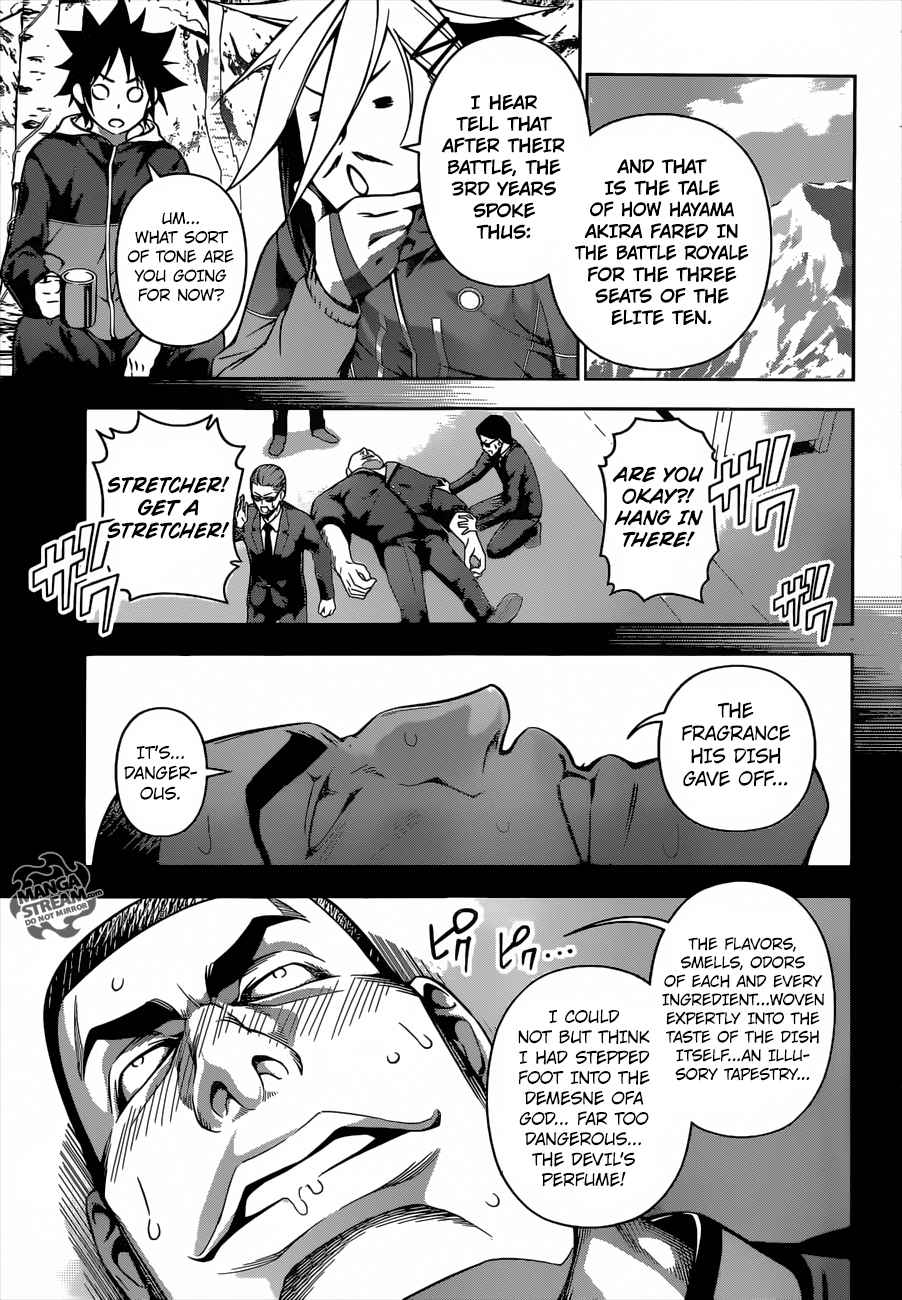 AND THAT
IS THE TALE
OF HOW HAYAMA
AKIRA FARED IN
THE BATTLE ROYALE
FOR THE THREE
SEATS OF THE
ELITE TEN.
I HEAR
TELL THAT
AFTER THEIR
BATTLE, THE
3RD YEARS
SPOKE
THUS:
UM...
WHAT SORT
OF TONE ARE
YOU GOING
FOR NOW?
ARE YOU
OKAY?!
HANG IN
THERE!
ザワッ
ザワ
STRETCHER!
GET A
STRETCHER!
ザワッ
THE
FRAGRANCE
HIS DISH
GAVE OFF...
IT'S...
DANGER-
OUS.
THE FLAVORS,
SMELLS, ODORS
OF EACH AND EVERY
INGREDIENT...WOVEN
EXPERTLY INTO THE
TASTE OF THE DISH
ITSELF...AN ILLU-
SORY TAPESTRY...
I COULD
NOT BUT THINK
I HAD STEPPED
FOOT INTO THE
DEMESNE OFA
GOD... FAR TOO
DANGEROUS...
THE DEVIL'S
PERFUME!
ピク ピク...
MANGA
STREAM.com
DO NOT MIRROR